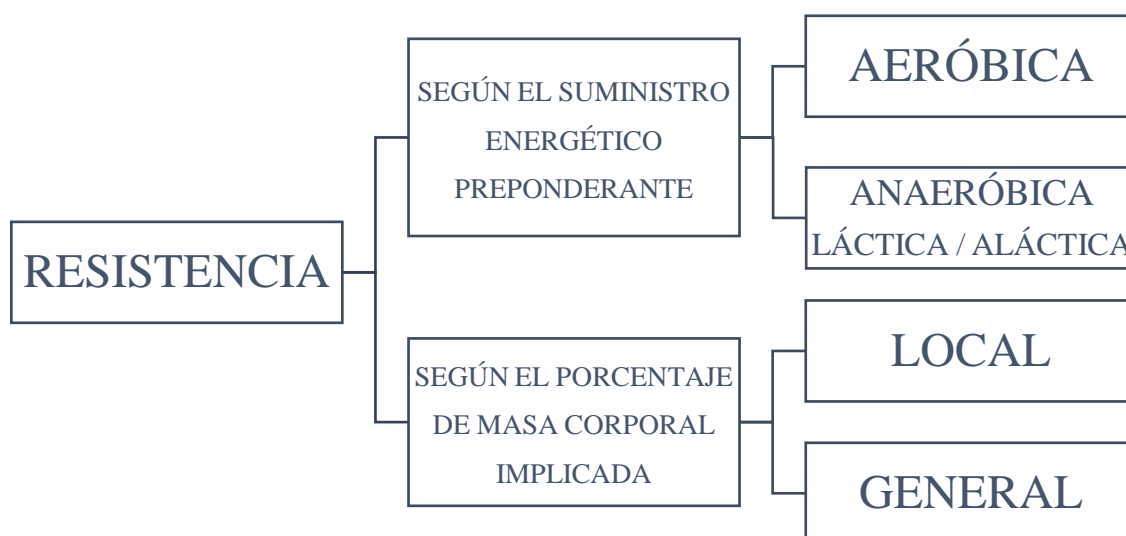 RESISTENCIA
SEGÚN EL SUMINISTRO
ENERGÉTICO
PREPONDERANTE
AERÓBICA
ANAERÓBICA
LÁCTICA / ALÁCTICA
SEGÚN EL PORCENTAJE
DE MASA CORPORAL
IMPLICADA
LOCAL
GENERAL